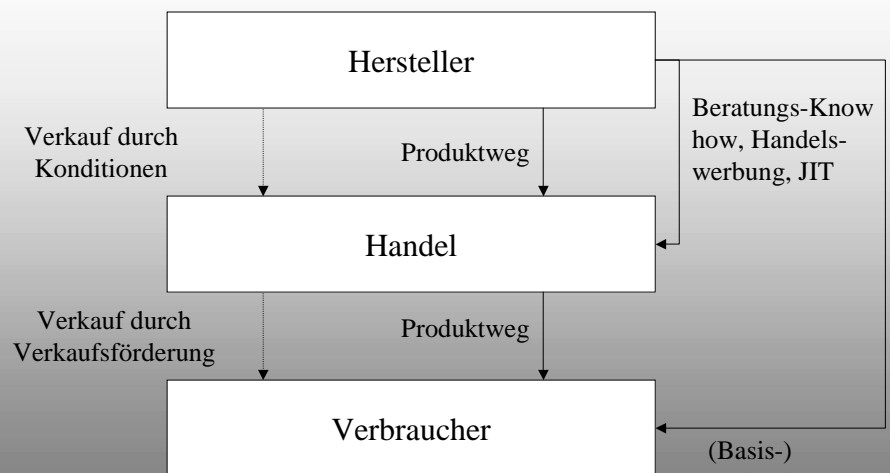 Hersteller
Verkauf durch
Konditionen
Produktweg
Beratungs-Know
how, Handels-
werbung, JIT
Handel
Verkauf durch
Verkaufsförderung
Produktweg
Verbraucher
(Basis-)